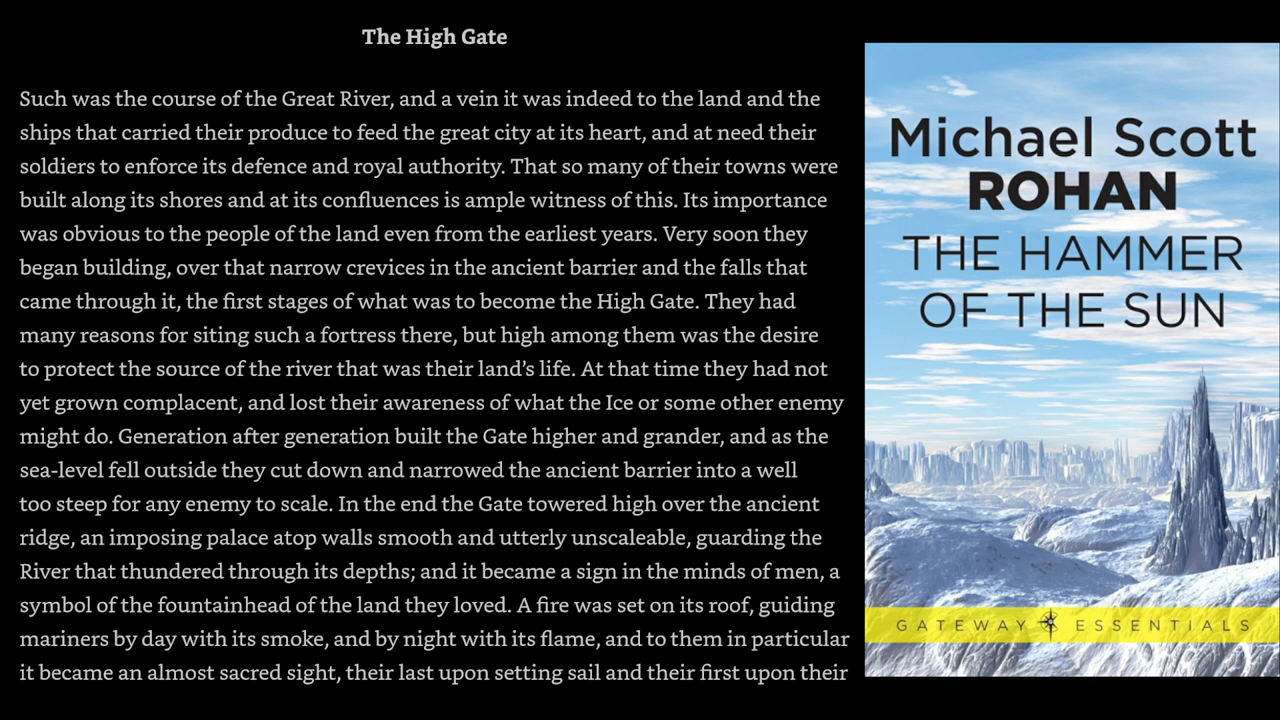 The High Gate
Such was the course of the Great River, and a vein it was indeed to the land and the
ships that carried their produce to feed the great city at its heart, and at need their
soldiers to enforce its defence and royal authority. That so many of their towns were
built along its shores and at its confluences is ample witness of this. Its importance
was obvious to the people of the land even from the earliest years. Very soon they
began building, over that narrow crevices in the ancient barrier and the falls that
came through it, the first stages of what was to become the High Gate. They had
many reasons for siting such a fortress there, but high among them was the desire
to protect the source of the river that was their land’s life. At that time they had not
yet grown complacent, and lost their awareness of what the Ice or some other enemy
might do. Generation after generation built the Gate higher and grander, and as the
sea-level fell outside they cut down and narrowed the ancient barrier into a well
too steep for any enemy to scale. In the end the Gate towered high over the ancient
ridge, an imposing palace atop walls smooth and utterly unscaleable, guarding the
River that thundered through its depths; and it became a sign in the minds of men, a
symbol of the fountainhead of the land they loved. A fire was set on its roof, guiding
mariners by day with its smoke, and by night with its flame, and to them in particular
it became an almost sacred sight, their last upon setting sail and their first upon their
Michael Scott
ROHAN
THE HAMMER
OF THE SUN
GATEWAY ESSENTIALS